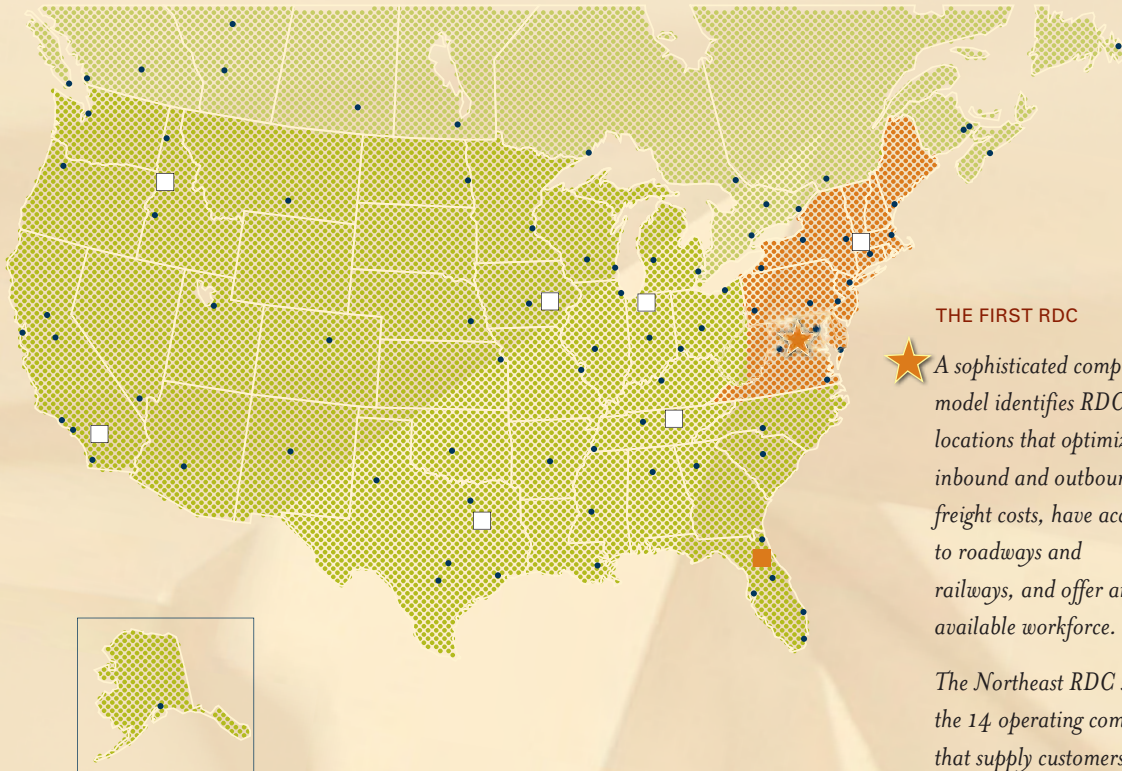 THE FIRST RDC
A sophisticated comp
model identifies RDC
locations that optimiz
inbound and outboun
freight costs, have acc
to roadways and
railways, and offer a
available workforce.
The Northeast RDC
the 14 operating com
that supply customers